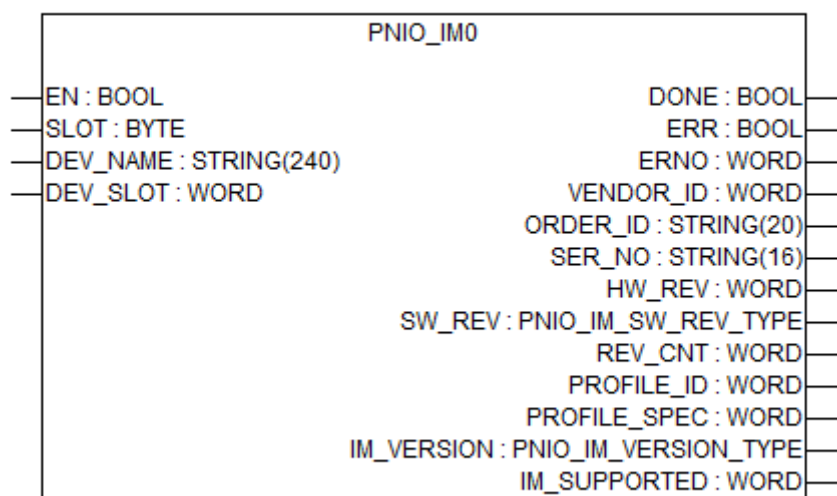 PNIO_IM0
EN : BOOL DONE : BOOL
SLOT : BYTE ERR : BOOL
DEV_NAME : STRING(240) ERNO : WORD
DEV_SLOT : WORD VENDOR_ID : WORD
ORDER_ID : STRING(20)
SER_NO : STRING(16)
HW_REV : WORD
SW_REV : PNIO_IM_SW_REV_TYPE
REV_CNT : WORD
PROFILE_ID : WORD
PROFILE_SPEC : WORD
IM_VERSION : PNIO_IM_VERSION_TYPE
IM_SUPPORTED : WORD